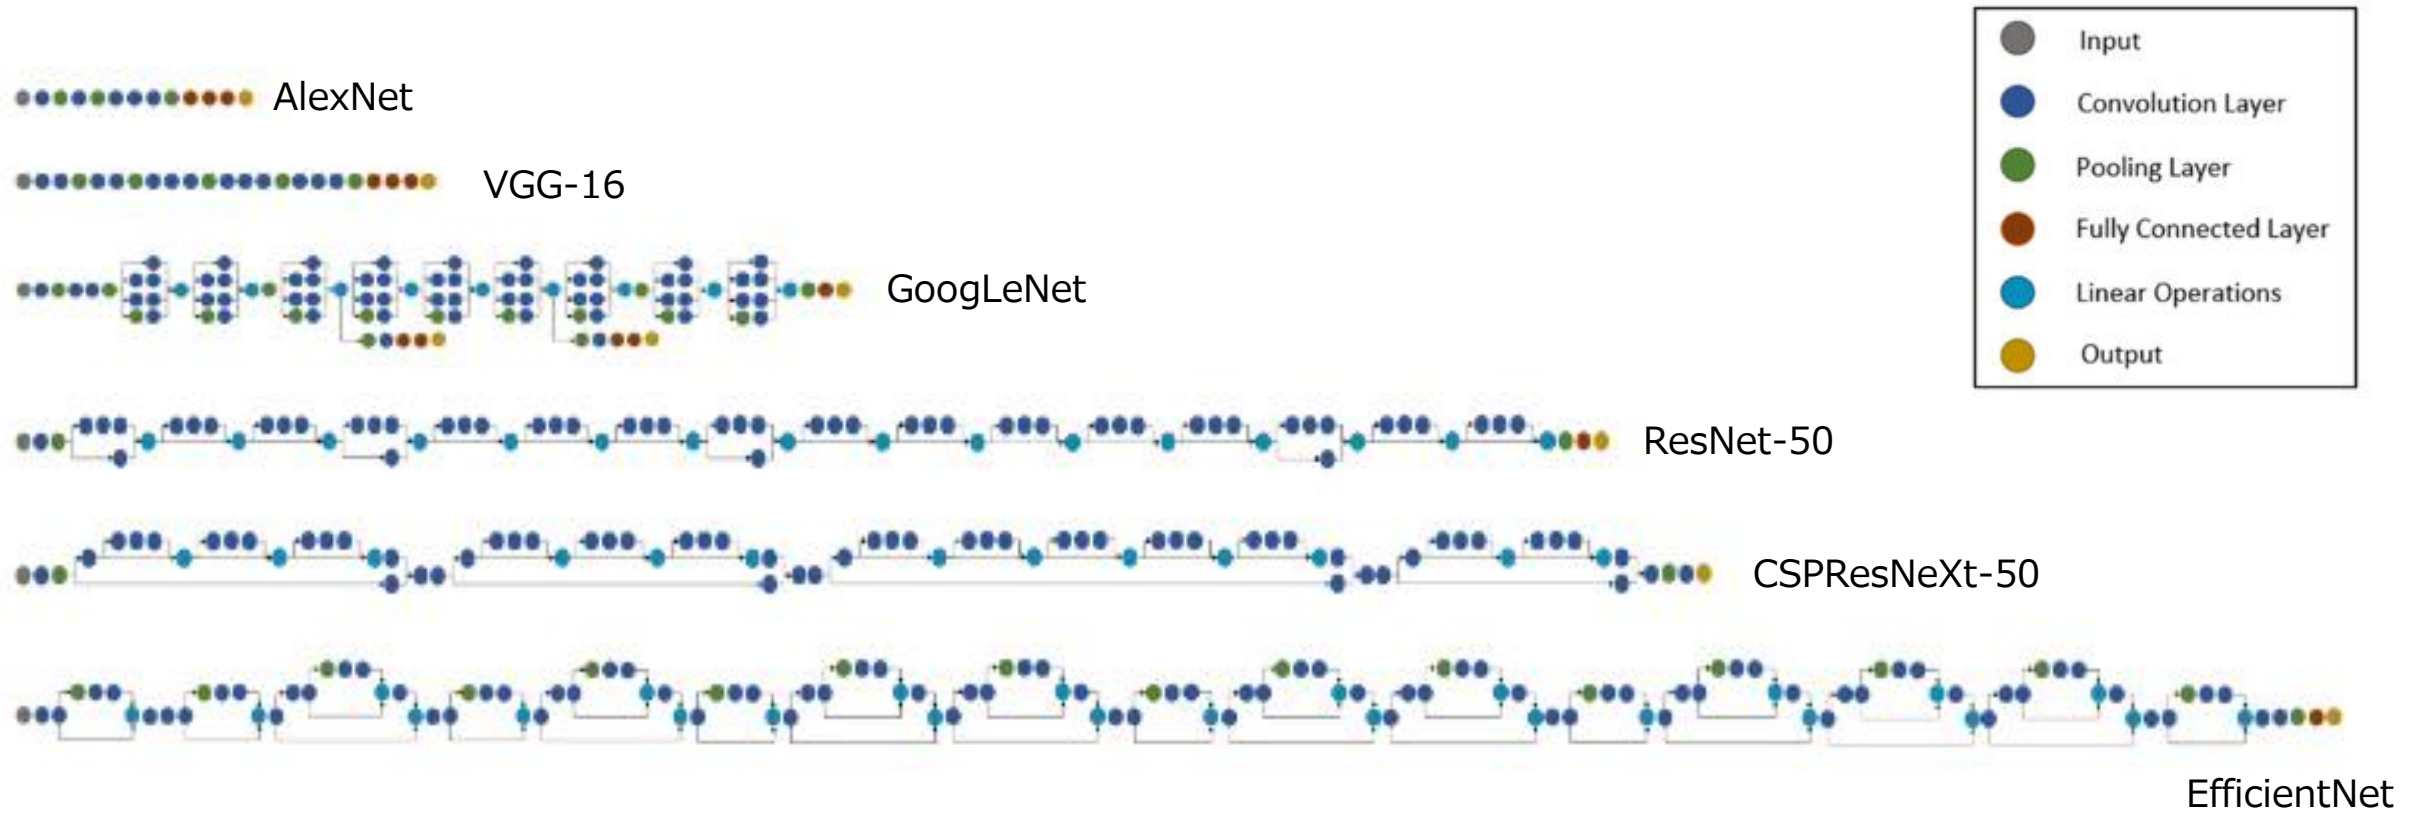 Input
Convolution Layer
Pooling Layer
Fully Connected Layer
Linear Operations
Output
AlexNet
VGG-16
GoogLeNet
ResNet-50
CSPResNeXt-50
EfficientNet